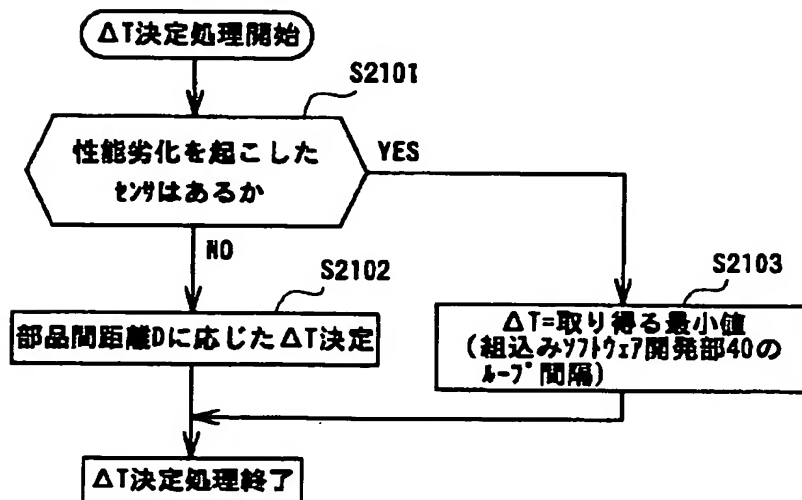 ΔT決定処理開始
S2101
性能劣化を起こした
センサはあるか
YES
NO
S2102
S2103
部品間距離Dに応じたΔT決定
ΔT=取り得る最小値
(組込みソフトウェア開発部40の
ループ間隔)
ΔT決定処理終了